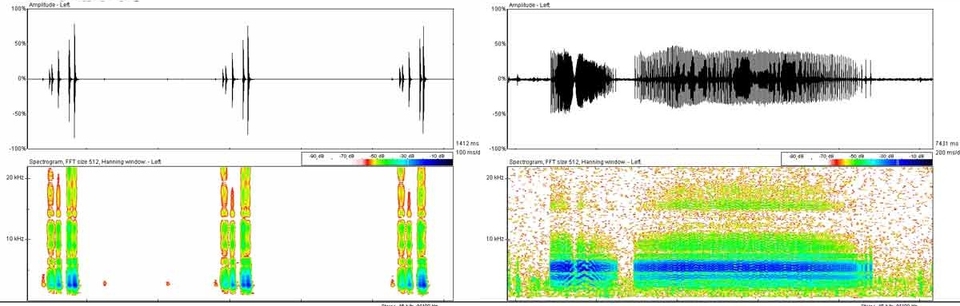 Amplitude - Left
100%
50%
0%
-50%
-100%
1412 ms
100 ms/d
Spectrogram, FFT size 512, Hanning window. - Left
-90 dB -70 dB -50 dB -30 dB -10 dB
20 kHz
10 kHz
Amplitude - Left
100%
50%
0%
-50%
-100%
7431 ms
200 ms/d
Spectrogram, FFT size 512, Hanning window. - Left
-90 dB -70 dB -50 dB -30 dB -10 dB
20 kHz
10 kHz